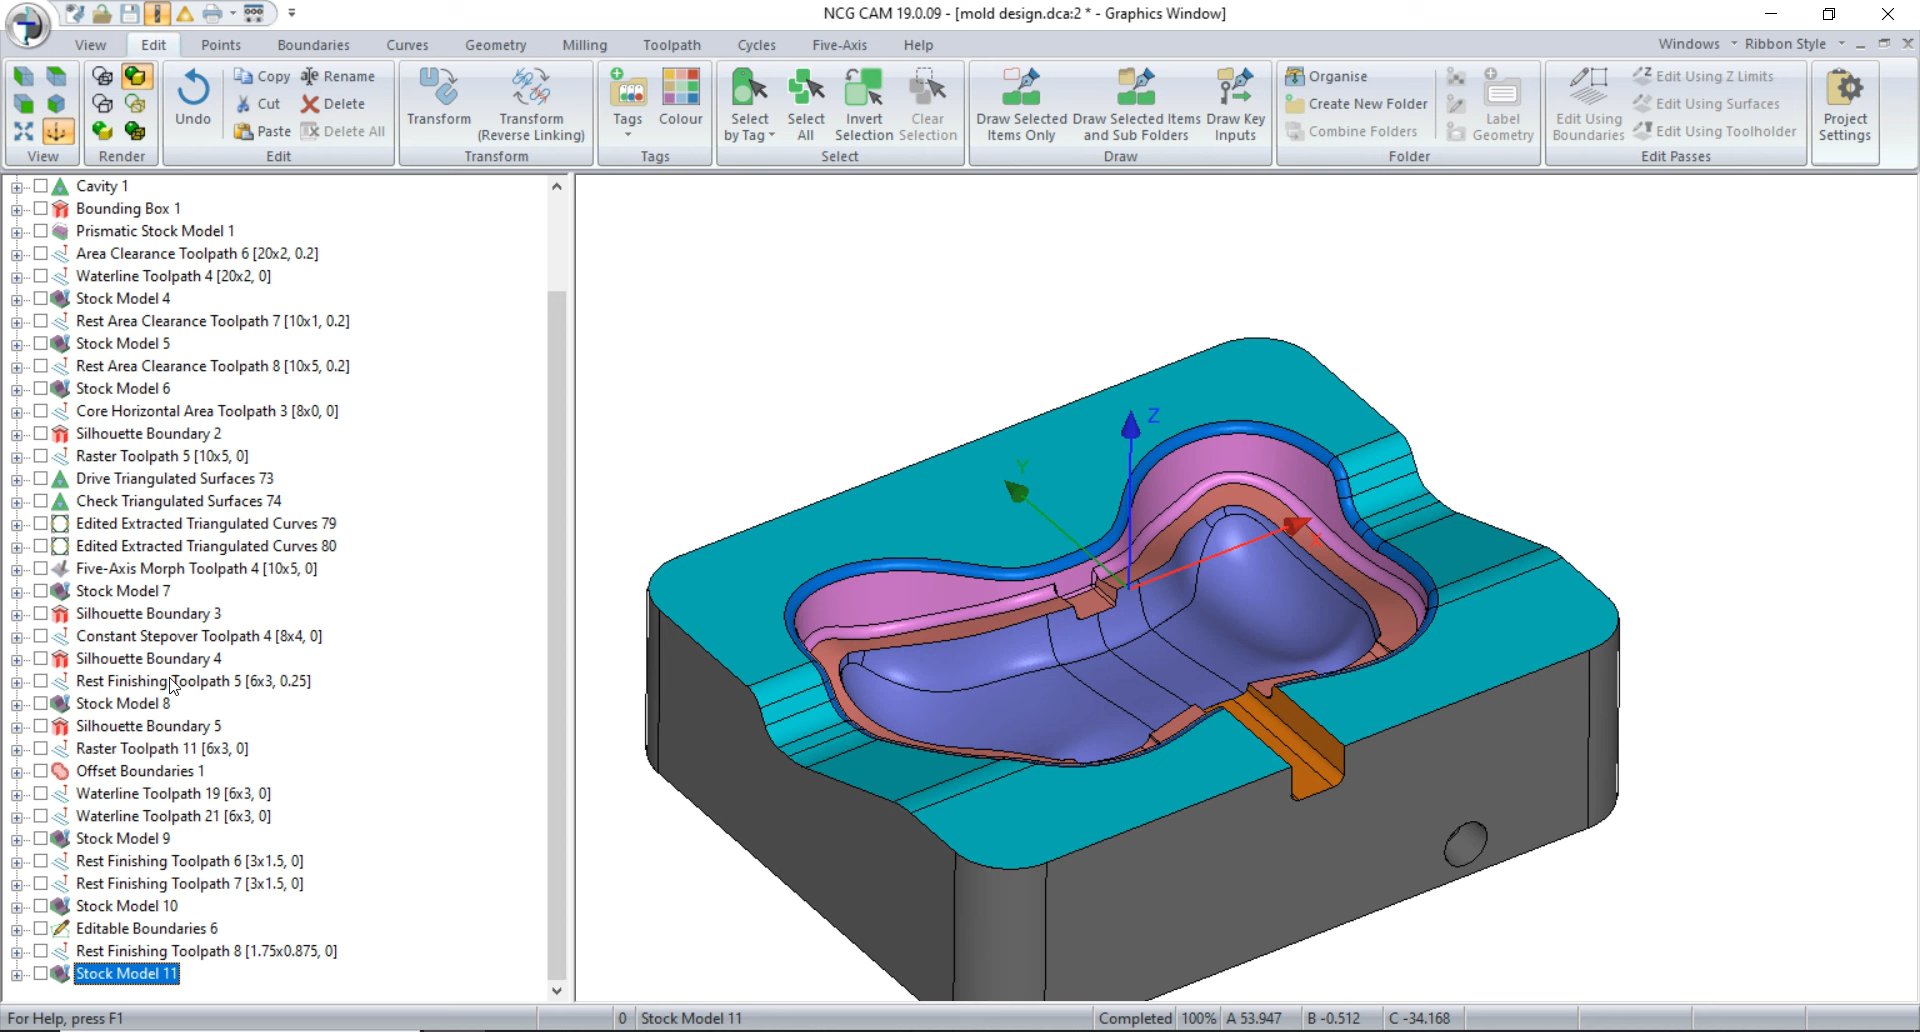 NCG CAM 19.0.09 - [mold design.dca:2 * - Graphics Window]
View Edit Points Boundaries Curves Geometry Milling Toolpath Cycles Five-Axis Help Windows Ribbon Style
Undo
Copy
Cut
Paste
Rename
Delete
Delete All
Transform
Transform
(Reverse Linking)
Tags
Colour
Select
by Tag
Select
All
Invert
Selection
Clear
Selection
Draw Selected
Items Only
Draw Selected Items
and Sub Folders
Draw Key
Inputs
Organise
Create New Folder
Combine Folders
Label
Geometry
Edit Using
Boundaries
Edit Using Z Limits
Edit Using Surfaces
Edit Using Toolholder
Project
Settings
View Render Edit Transform Tags Select Draw Folder Edit Passes
Cavity 1
Bounding Box 1
Prismatic Stock Model 1
Area Clearance Toolpath 6 [20x2, 0.2]
Waterline Toolpath 4 [20x2, 0]
Stock Model 4
Rest Area Clearance Toolpath 7 [10x1, 0.2]
Stock Model 5
Rest Area Clearance Toolpath 8 [10x5, 0.2]
Stock Model 6
Core Horizontal Area Toolpath 3 [8x0, 0]
Silhouette Boundary 2
Raster Toolpath 5 [10x5, 0]
Drive Triangulated Surfaces 73
Check Triangulated Surfaces 74
Edited Extracted Triangulated Curves 79
Edited Extracted Triangulated Curves 80
Five-Axis Morph Toolpath 4 [10x5, 0]
Stock Model 7
Silhouette Boundary 3
Constant Stepover Toolpath 4 [8x4, 0]
Silhouette Boundary 4
Rest Finishing Toolpath 5 [6x3, 0.25]
Stock Model 8
Silhouette Boundary 5
Raster Toolpath 11 [6x3, 0]
Offset Boundaries 1
Waterline Toolpath 19 [6x3, 0]
Waterline Toolpath 21 [6x3, 0]
Stock Model 9
Rest Finishing Toolpath 6 [3x1.5, 0]
Rest Finishing Toolpath 7 [3x1.5, 0]
Stock Model 10
Editable Boundaries 6
Rest Finishing Toolpath 8 [1.75x0.875, 0]
Stock Model 11
Z
Y
X
For Help, press F1 0 Stock Model 11 Completed 100% A 53.947 B -0.512 C -34.168